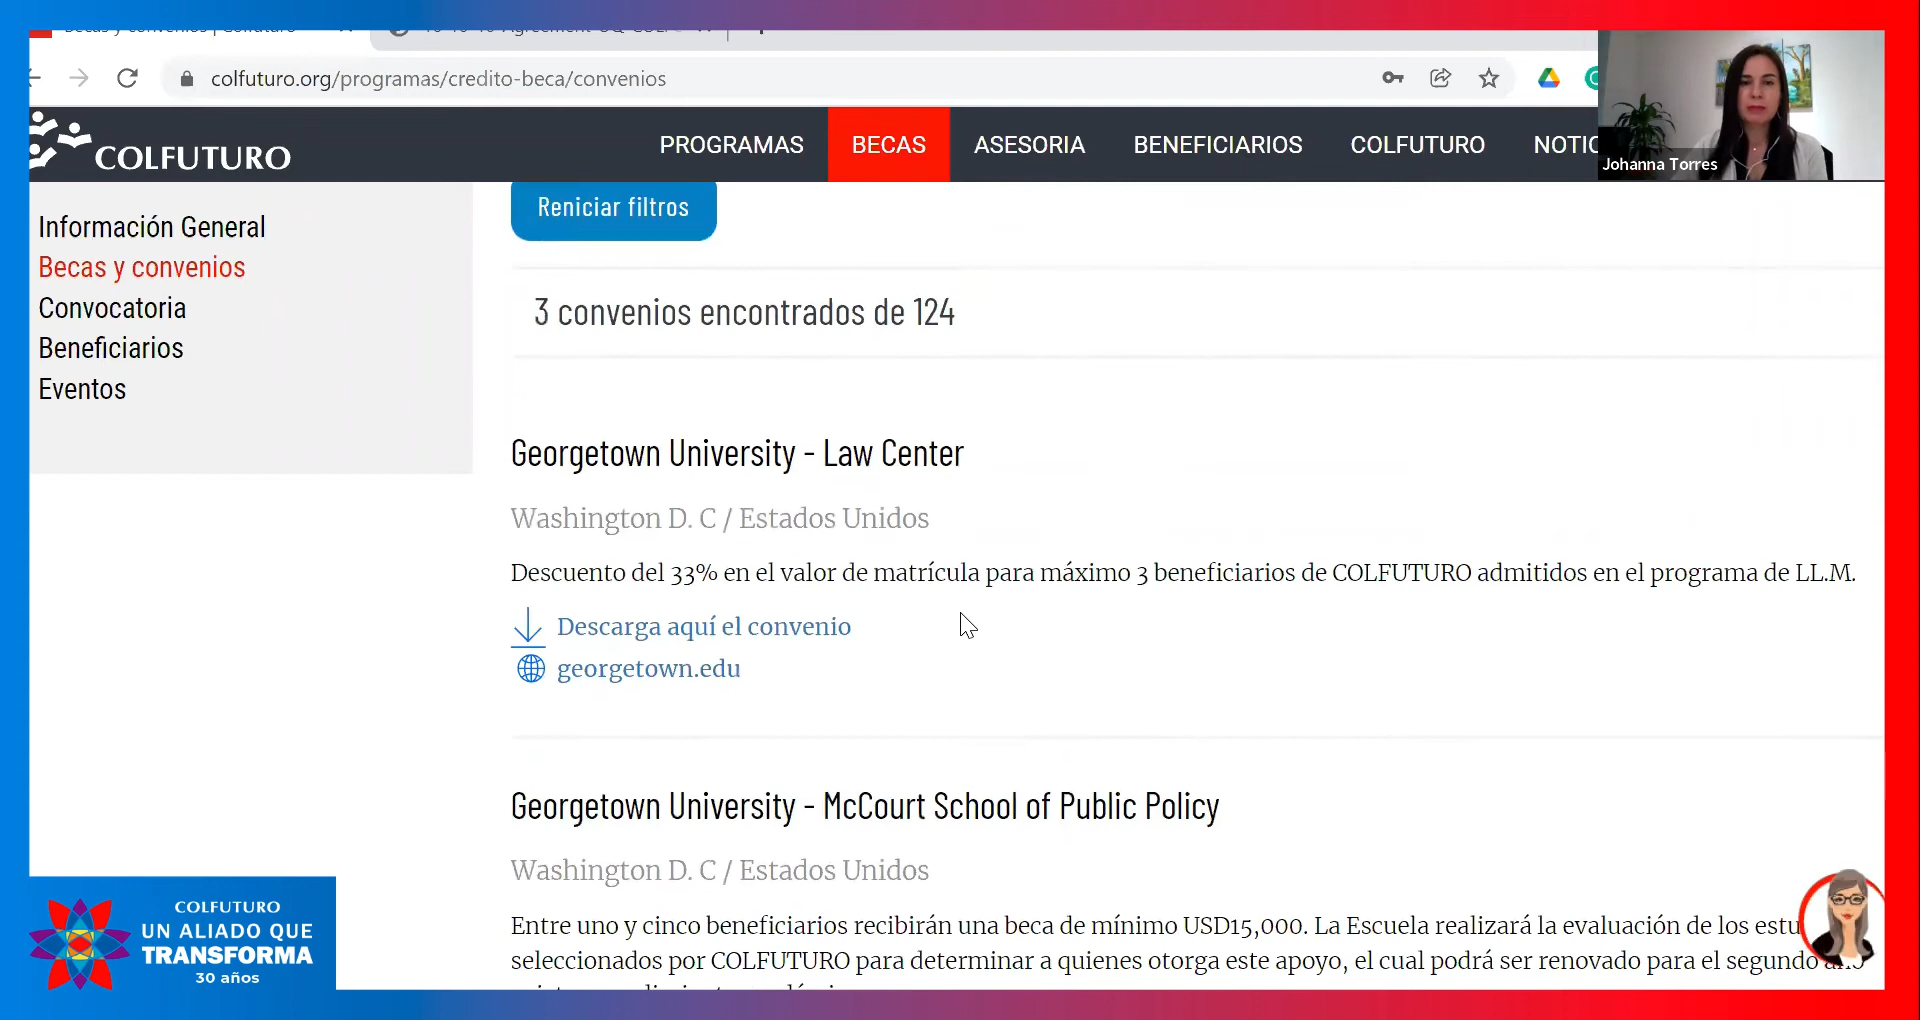 colfuturo.org/programas/credito-beca/convenios
COLFUTURO
PROGRAMAS
BECAS
ASESORIA
BENEFICIARIOS
COLFUTURO
NOTIC
Johanna Torres
Información General
Becas y convenios
Convocatoria
Beneficiarios
Eventos
Reniciar filtros
3 convenios encontrados de 124
Georgetown University - Law Center
Washington D. C / Estados Unidos
Descuento del 33% en el valor de matrícula para máximo 3 beneficiarios de COLFUTURO admitidos en el programa de LL.M.
Descarga aquí el convenio
georgetown.edu
Georgetown University - McCourt School of Public Policy
Washington D. C / Estados Unidos
Entre uno y cinco beneficiarios recibirán una beca de mínimo USD15,000. La Escuela realizará la evaluación de los estu
seleccionados por COLFUTURO para determinar a quienes otorga este apoyo, el cual podrá ser renovado para el segundo año
COLFUTURO
UN ALIADO QUE
TRANSFORMA
30 años